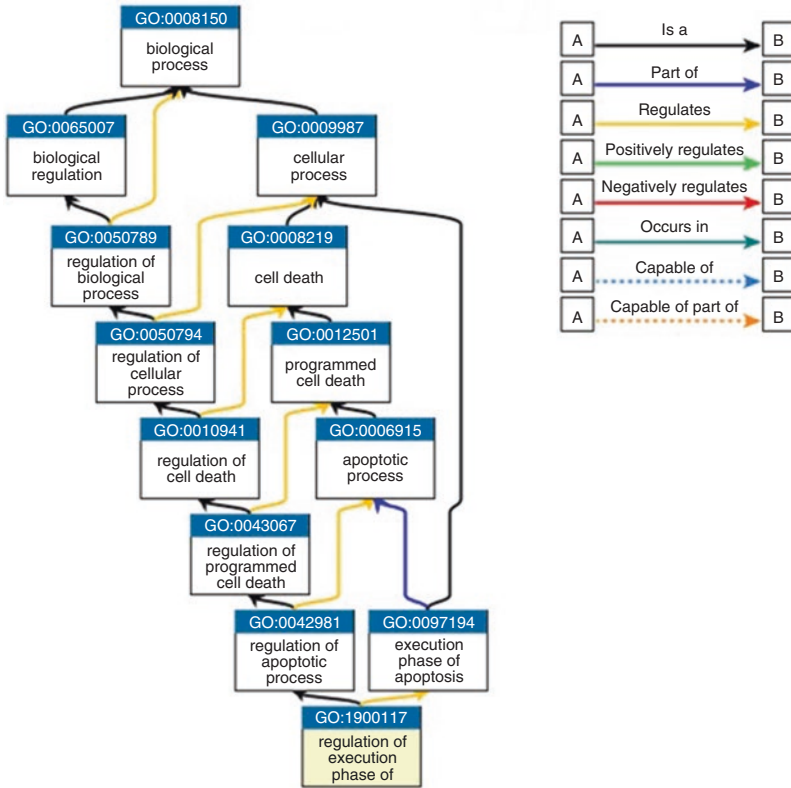 GO:0008150
biological
process
GO:0065007
biological
regulation
GO:0009987
cellular
process
GO:0050789
regulation of
biological
process
GO:0008219
cell death
GO:0050794
regulation of
cellular
process
GO:0012501
programmed
cell death
GO:0010941
regulation of
cell death
GO:0006915
apoptotic
process
GO:0043067
regulation of
programmed
cell death
GO:0042981
regulation of
apoptotic
process
GO:0097194
execution
phase of
apoptosis
GO:1900117
regulation of
execution
phase of
A Is a B
A Part of B
A Regulates B
A Positively regulates B
A Negatively regulates B
A Occurs in B
A Capable of B
A Capable of part of B